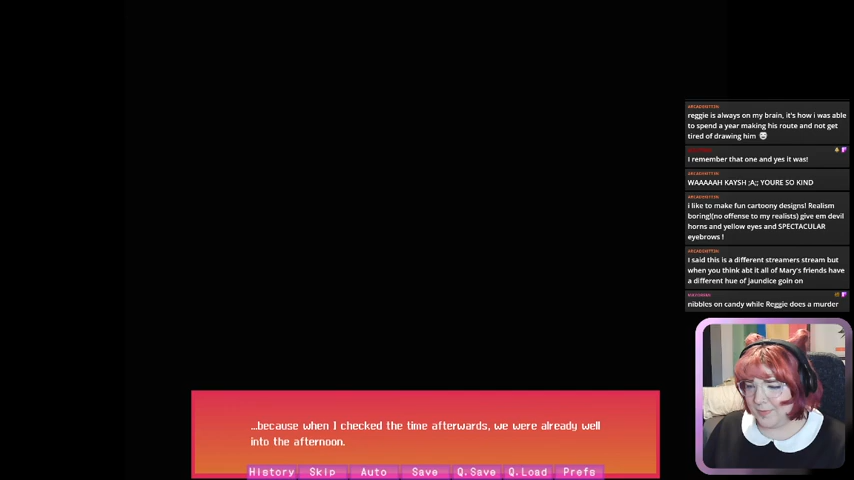 ARCADEKITTEN
reggie is always on my brain, it's how i was able
to spend a year making his route and not get
tired of drawing him
I remember that one and yes it was!
ARCADEKITTEN
WAAAAAH KAYSH ;A;; YOURE SO KIND
ARCADEKITTEN
i like to make fun cartoony designs! Realism
boring!(no offense to my realists) give em devil
horns and yellow eyes and SPECTACULAR
eyebrows !
ARCADEKITTEN
I said this is a different streamers stream but
when you think abt it all of Mary's friends have
a different hue of jaundice goin on
nibbles on candy while Reggie does a murder
...because when I checked the time afterwards, we were already well
into the afternoon.
History Skip Auto Save Q.Save Q.Load Prefs